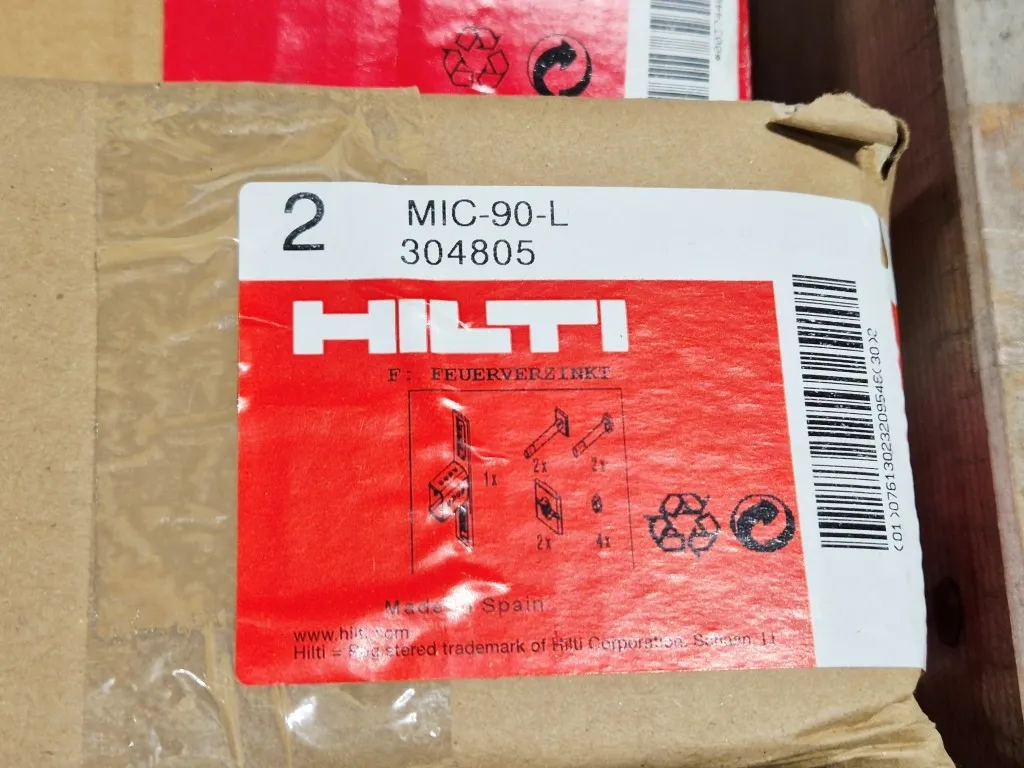 2 MIC-90-L
304805
HILTI
F: FEUERVERZINKT
1x 2x 2x
2x 4x
Made in Spain
www.hilti.com
Hilti = Registered trademark of Hilti Corporation, Schaan, LI
(01)07613023209546(30)2